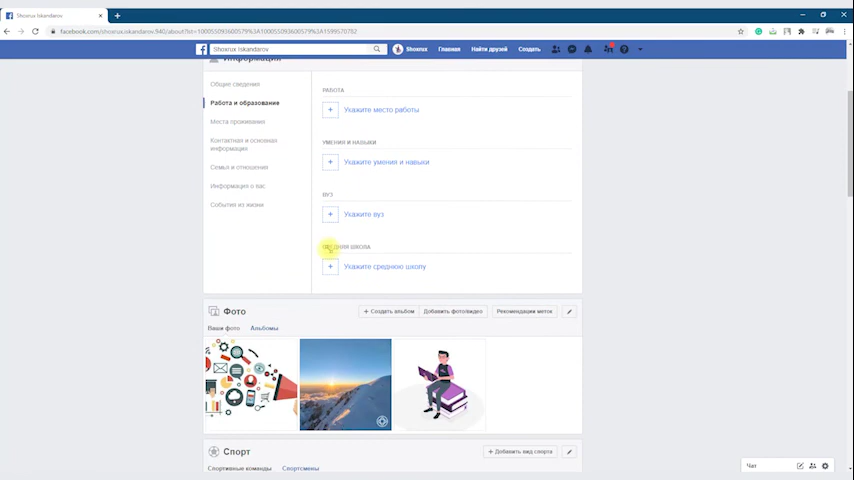 Shoxrux Iskandarov
facebook.com/shoxrux.iskandarov.940/about?lst=100055093600579%3A100055093600579%3A1599570782
Shoxrux Iskandarov
Shoxrux
Главная
Найти друзей
Создать
Информация
Общие сведения
Работа и образование
Места проживания
Контактная и основная
информация
Семья и отношения
Информация о вас
События из жизни
РАБОТА
Укажите место работы
УМЕНИЯ И НАВЫКИ
Укажите умения и навыки
ВУЗ
Укажите вуз
СРЕДНЯЯ ШКОЛА
Укажите среднюю школу
Фото
+ Создать альбом
Добавить фото/видео
Рекомендации меток
Ваши фото
Альбомы
Спорт
+ Добавить вид спорта
Спортивные команды
Спортсмены
Чат